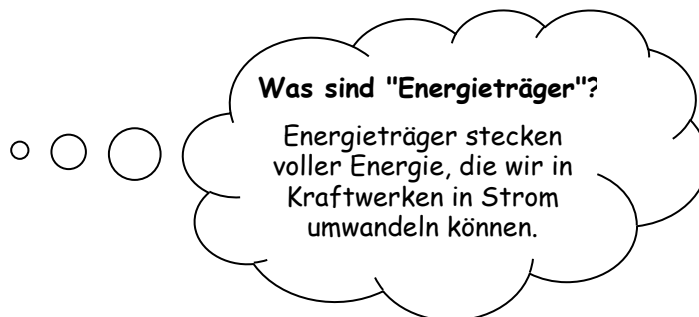 Was sind "Energieträger"?
Energieträger stecken
voller Energie, die wir in
Kraftwerken in Strom
umwandeln können.